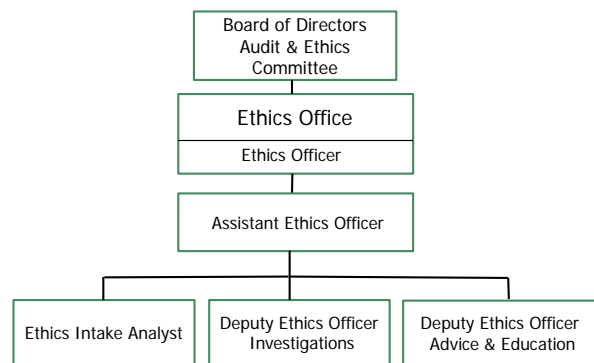 Board of Directors
Audit & Ethics
Committee
Ethics Office
Ethics Officer
Assistant Ethics Officer
Ethics Intake Analyst
Deputy Ethics Officer
Investigations
Deputy Ethics Officer
Advice & Education